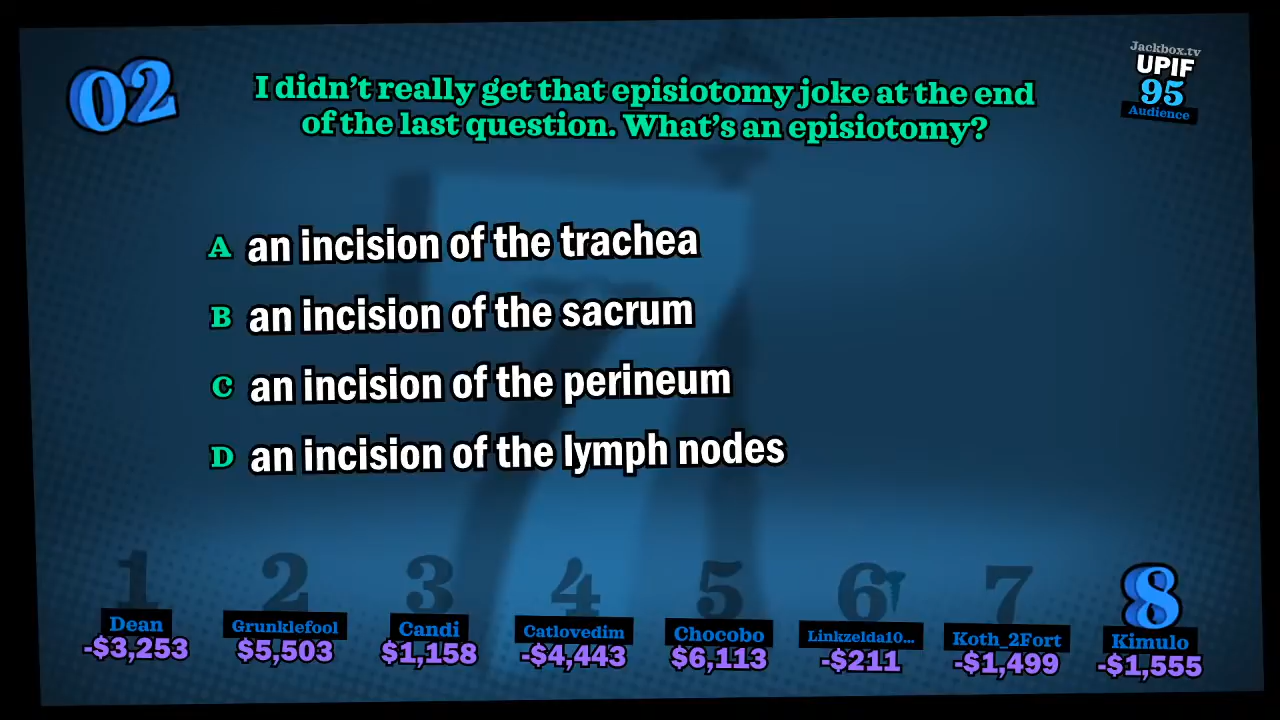 Jackbox.tv
UPIF
95
Audience
02
I didn't really get that episiotomy joke at the end
of the last question. What's an episiotomy?
A an incision of the trachea
B an incision of the sacrum
C an incision of the perineum
D an incision of the lymph nodes
1 2 3 4 5 6 7 8
Dean Grunklefool Candi Catlovedim Chocobo Linkzelda10... Koth_2Fort Kimulo
-$3,253 $5,503 $1,158 -$4,443 $6,113 -$211 -$1,499 -$1,555